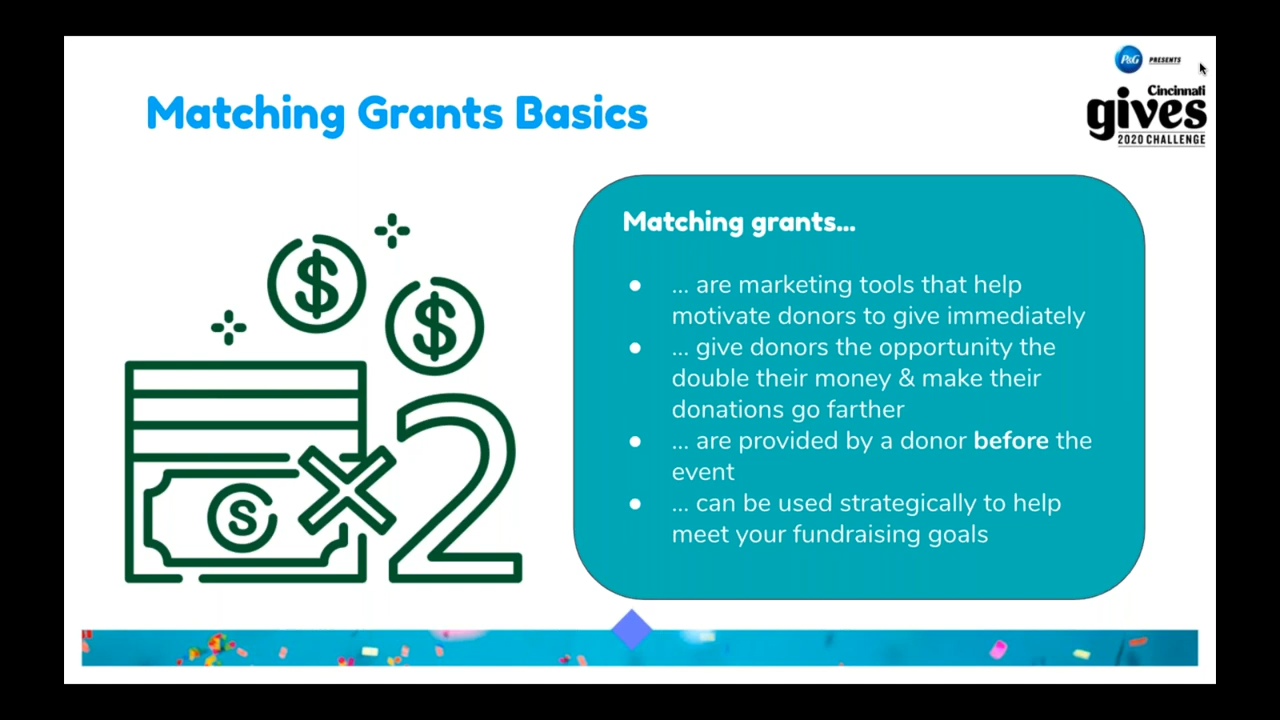 P&G PRESENTS
Cincinnati
gives
2020 CHALLENGE
Matching Grants Basics
$
$
S
2
Matching grants...
● ... are marketing tools that help
motivate donors to give immediately
● ... give donors the opportunity the
double their money & make their
donations go farther
● ... are provided by a donor before the
event
● ... can be used strategically to help
meet your fundraising goals